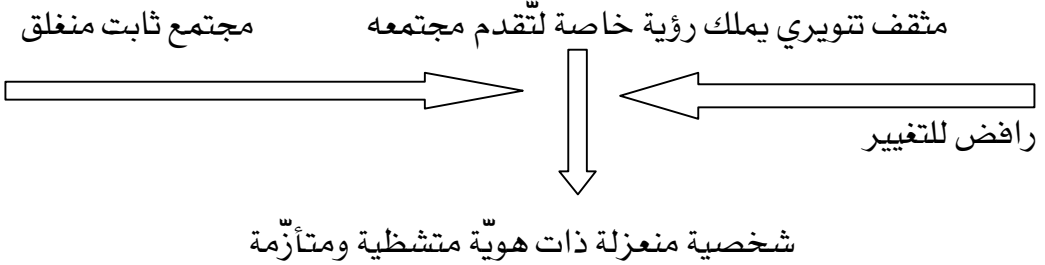 مثقف تنويري يملك رؤية خاصة لتّقدم مجتمعه مجتمع ثابت منغلق
رافض للتغيير
شخصية منعزلة ذات هويّة متشظية ومتأزّمة